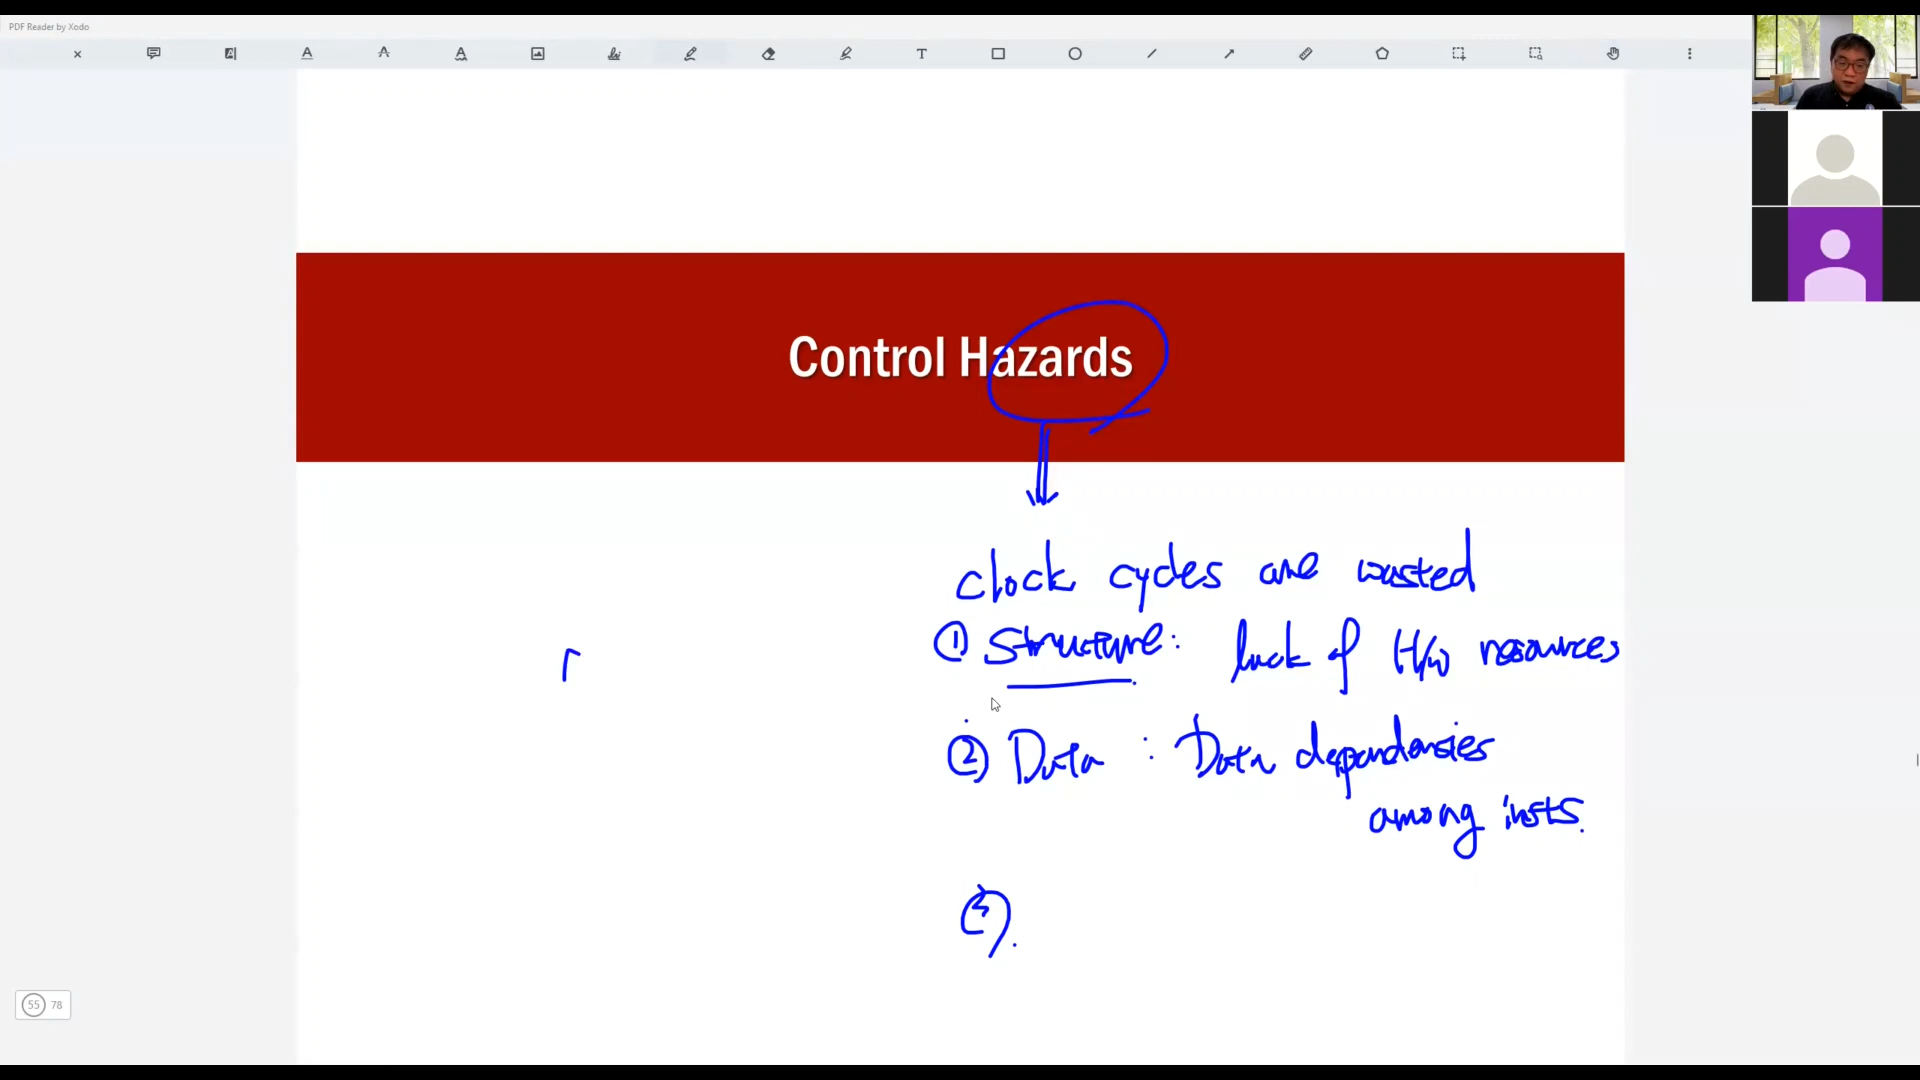 PDF Reader by Xodo
Control Hazards
clock cycles are wasted
① Structure: lack of H/W resources
② Data : Data dependencies
among insts.
③.
55 78